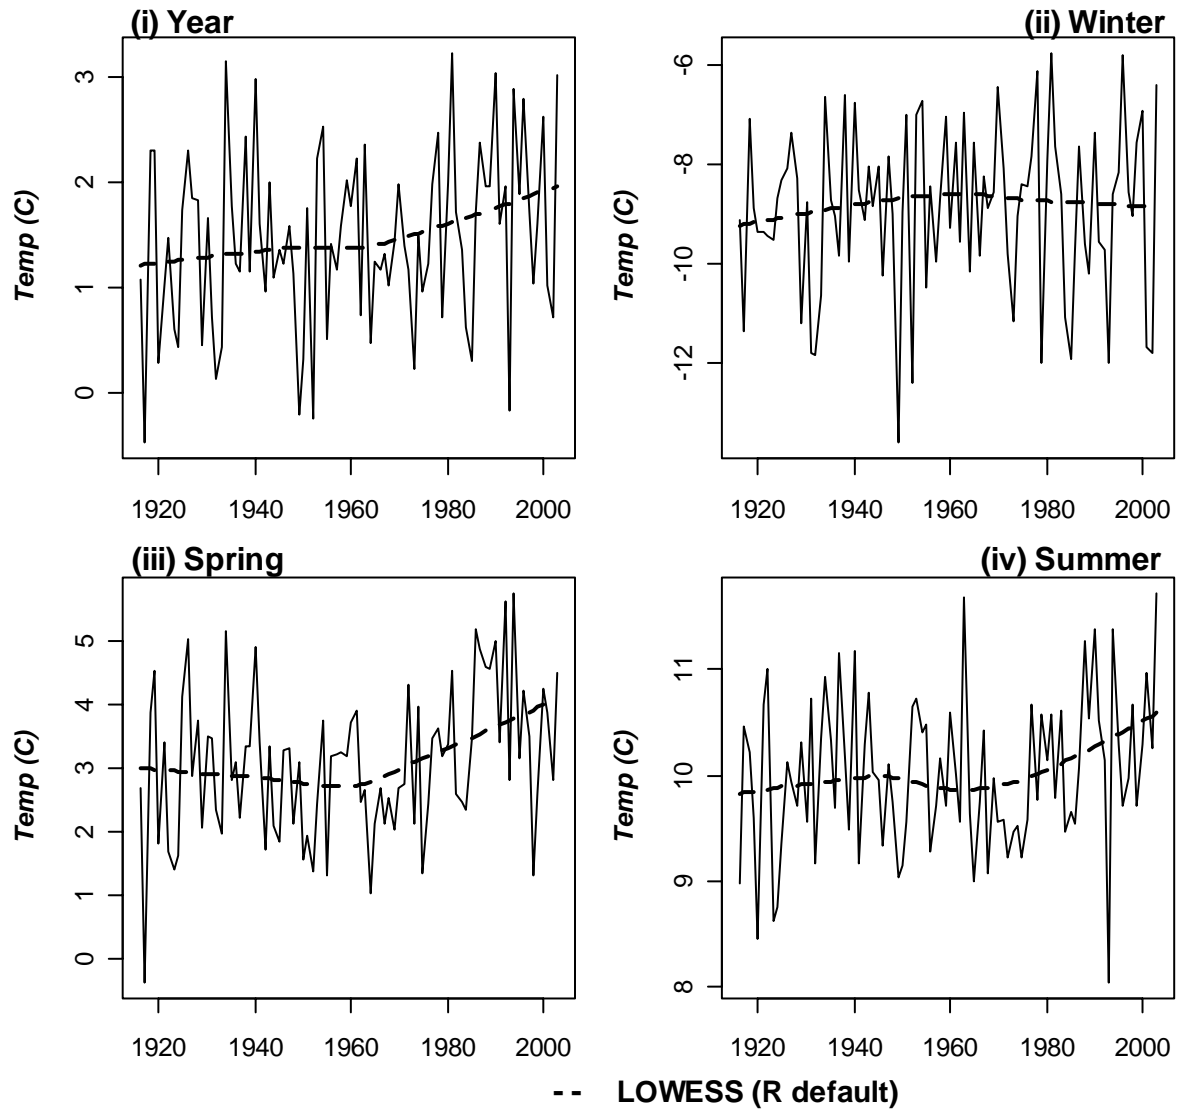 (i) Year
Temp (C)
3
2
1
0
1920 1940 1960 1980 2000
(ii) Winter
Temp (C)
-6
-8
-10
-12
1920 1940 1960 1980 2000
(iii) Spring
Temp (C)
5
4
3
2
1
0
1920 1940 1960 1980 2000
(iv) Summer
Temp (C)
11
10
9
8
1920 1940 1960 1980 2000
-- LOWESS (R default)